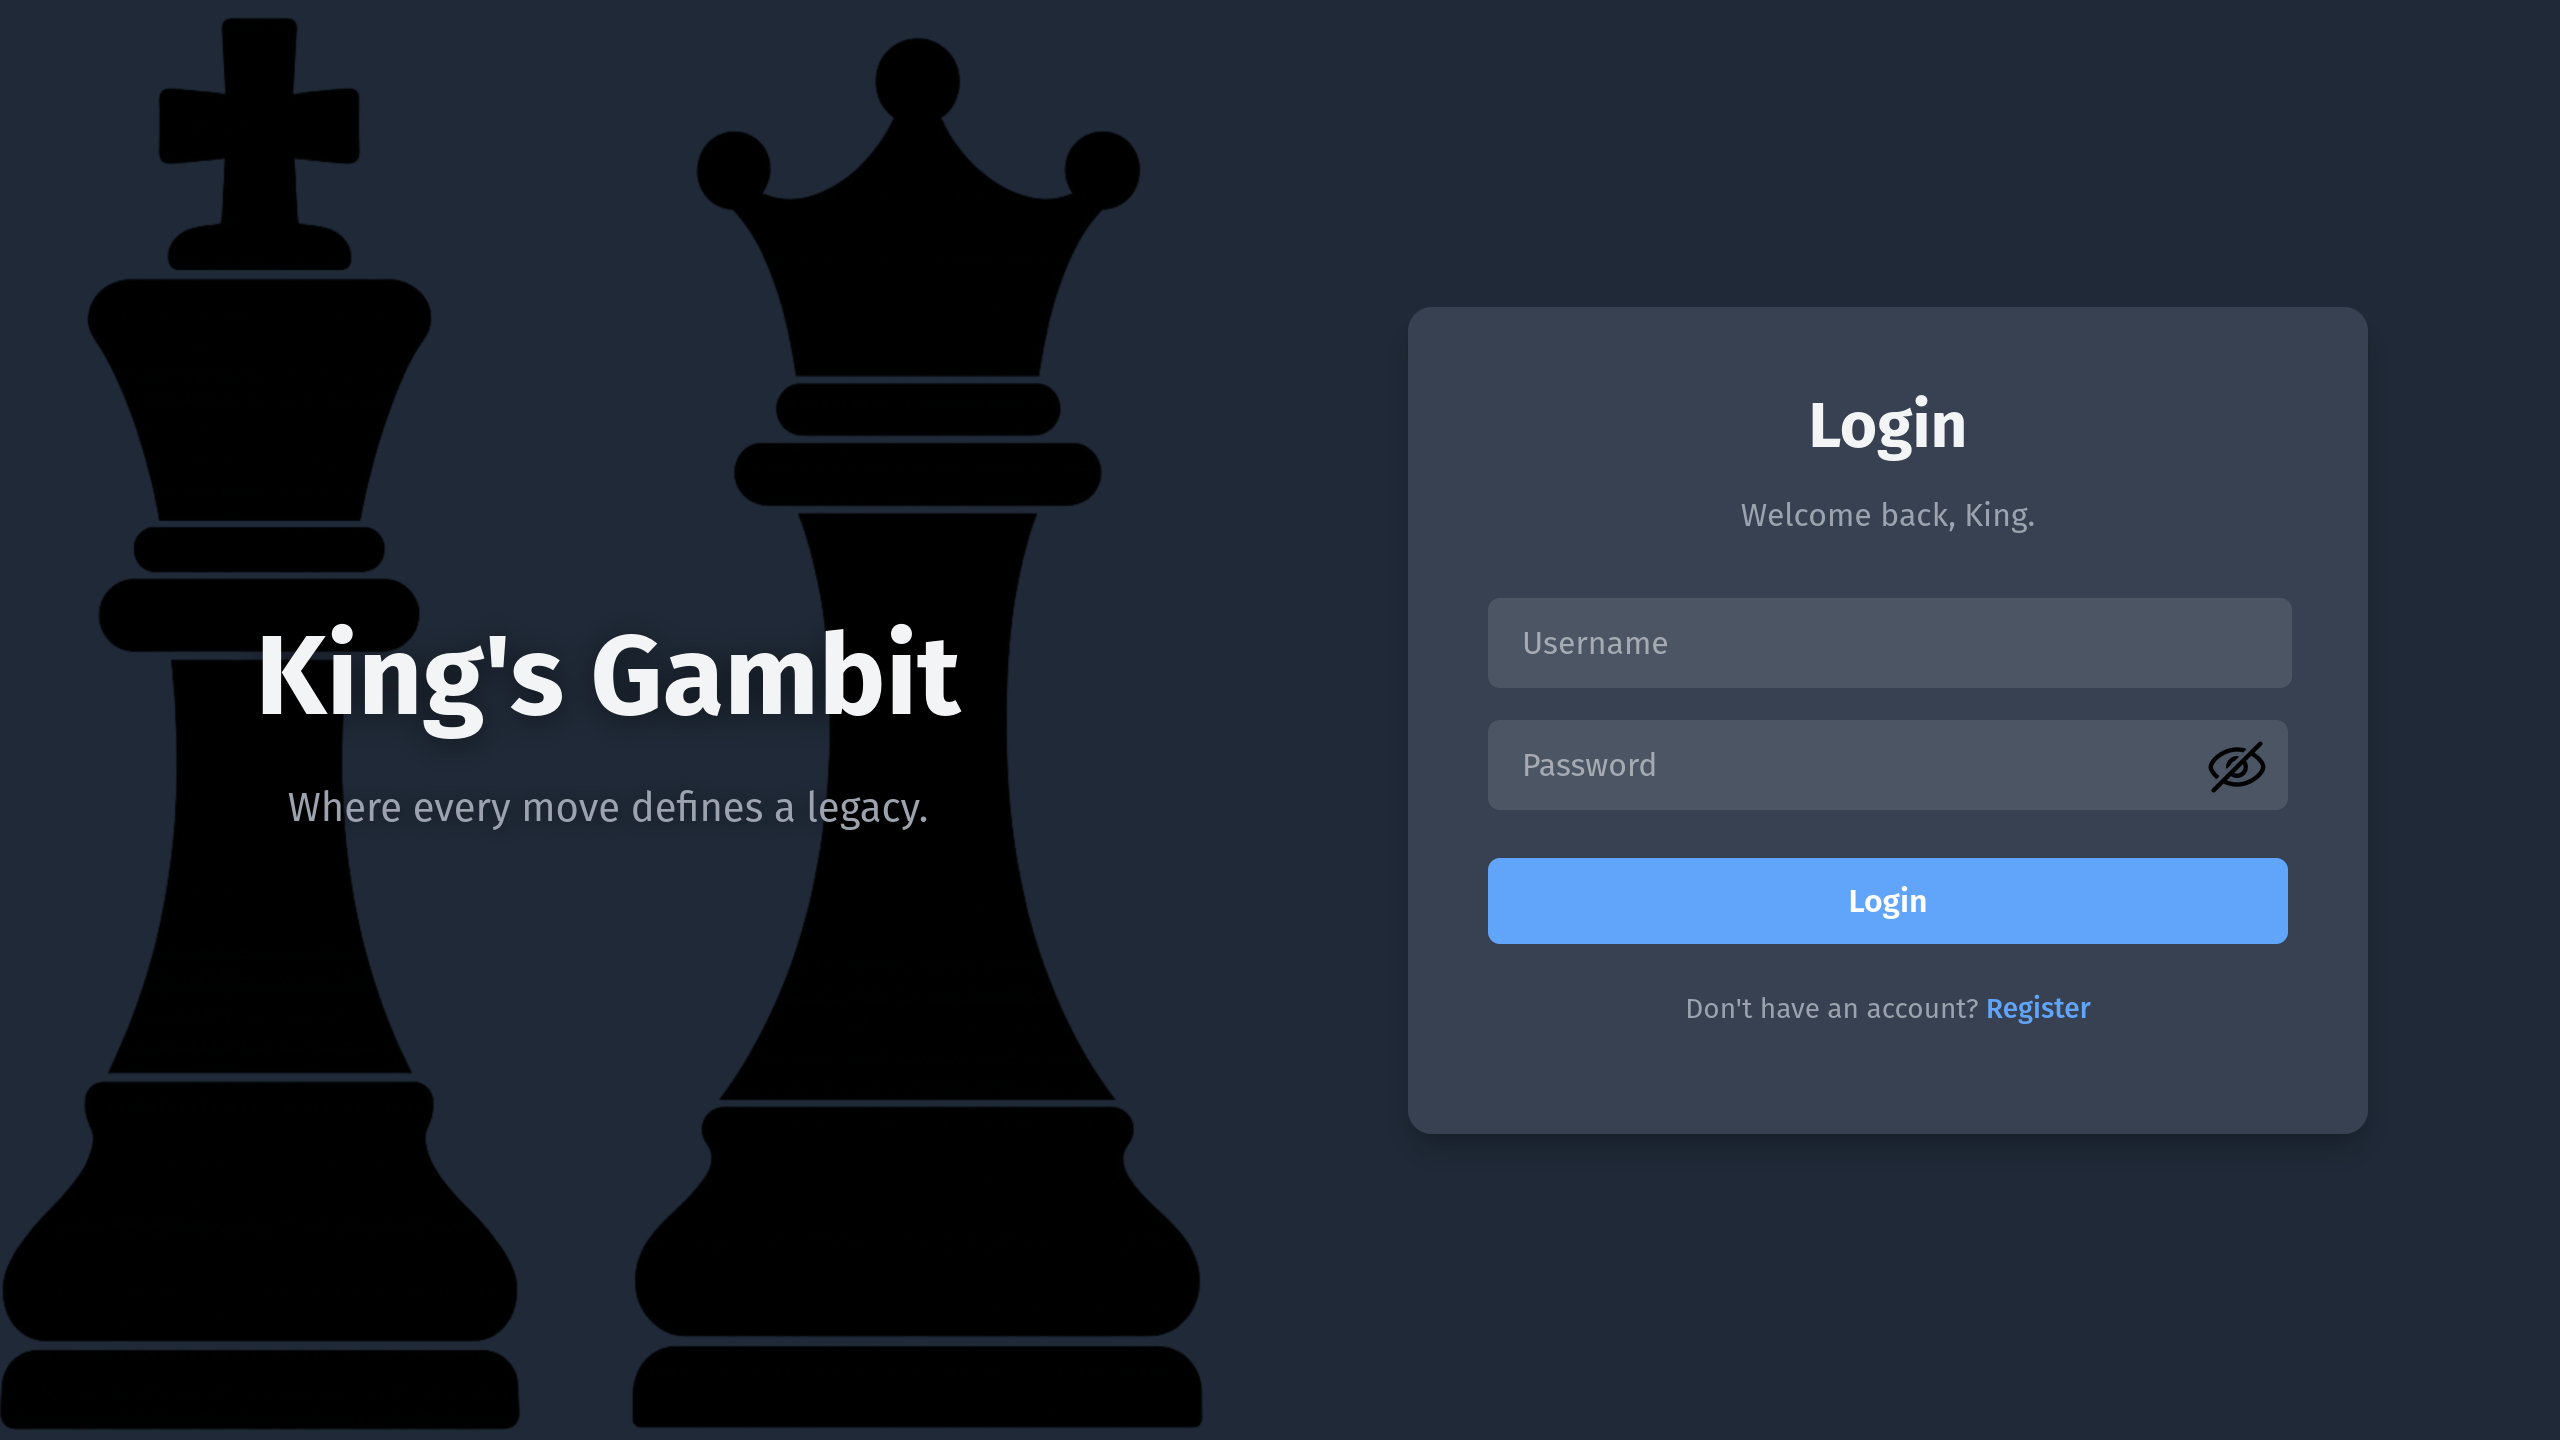 King's Gambit
Where every move defines a legacy.
Login
Welcome back, King.
Username
Password
Login
Don't have an account? Register